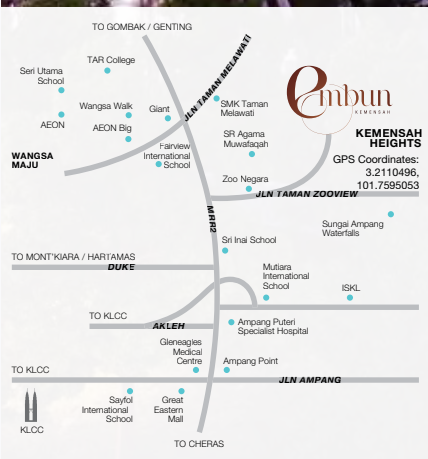 TO GOMBAK / GENTING
TAR College
Seri Utama
School
JLN TAMAN MELAWATI
embun
KEMENSAH
Wangsa Walk
Giant
SMK Taman
Melawati
AEON
AEON Big
SR Agama
Muwafaqah
KEMENSAH
HEIGHTS
GPS Coordinates:
3.2110496,
101.7595053
WANGSA
MAJU
Fairview
International
School
Zoo Negara
JLN TAMAN ZOOVIEW
MRR2
Sungai Ampang
Waterfalls
Sri Inai School
TO MONT'KIARA / HARTAMAS
DUKE
Mutiara
International
School
ISKL
TO KLCC
AKLEH
Ampang Puteri
Specialist Hospital
Gleneagles
Medical
Centre
Ampang Point
TO KLCC
JLN AMPANG
KLCC
Sayfol
International
School
Great
Eastern
Mall
TO CHERAS